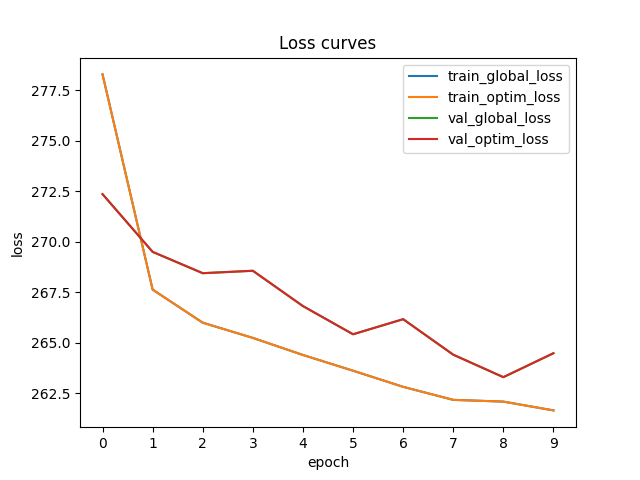 Loss curves
train_global_loss
train_optim_loss
val_global_loss
val_optim_loss
277.5
275.0
272.5
270.0
267.5
265.0
262.5
loss
0 1 2 3 4 5 6 7 8 9
epoch